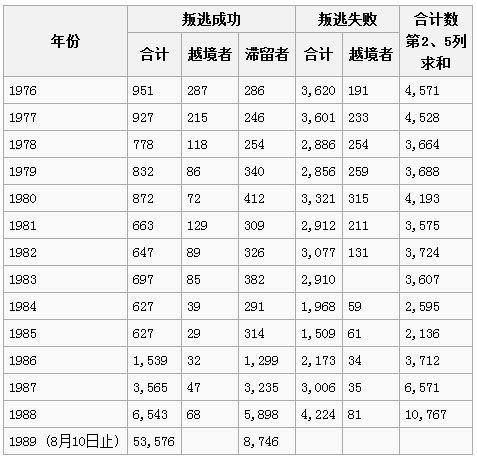 年份 叛逃成功 叛逃失败 合计数
第2、5列
求和
合计 越境者 滞留者 合计 越境者
1976 951 287 286 3,620 191 4,571
1977 927 215 246 3,601 233 4,528
1978 778 118 254 2,886 254 3,664
1979 832 86 340 2,856 259 3,688
1980 872 72 412 3,321 315 4,193
1981 663 129 309 2,912 211 3,575
1982 647 89 326 3,077 131 3,724
1983 697 85 382 2,910 3,607
1984 627 39 291 1,968 59 2,595
1985 627 29 314 1,509 61 2,136
1986 1,539 32 1,299 2,173 34 3,712
1987 3,565 47 3,235 3,006 35 6,571
1988 6,543 68 5,898 4,224 81 10,767
1989 (8月10日止) 53,576 8,746